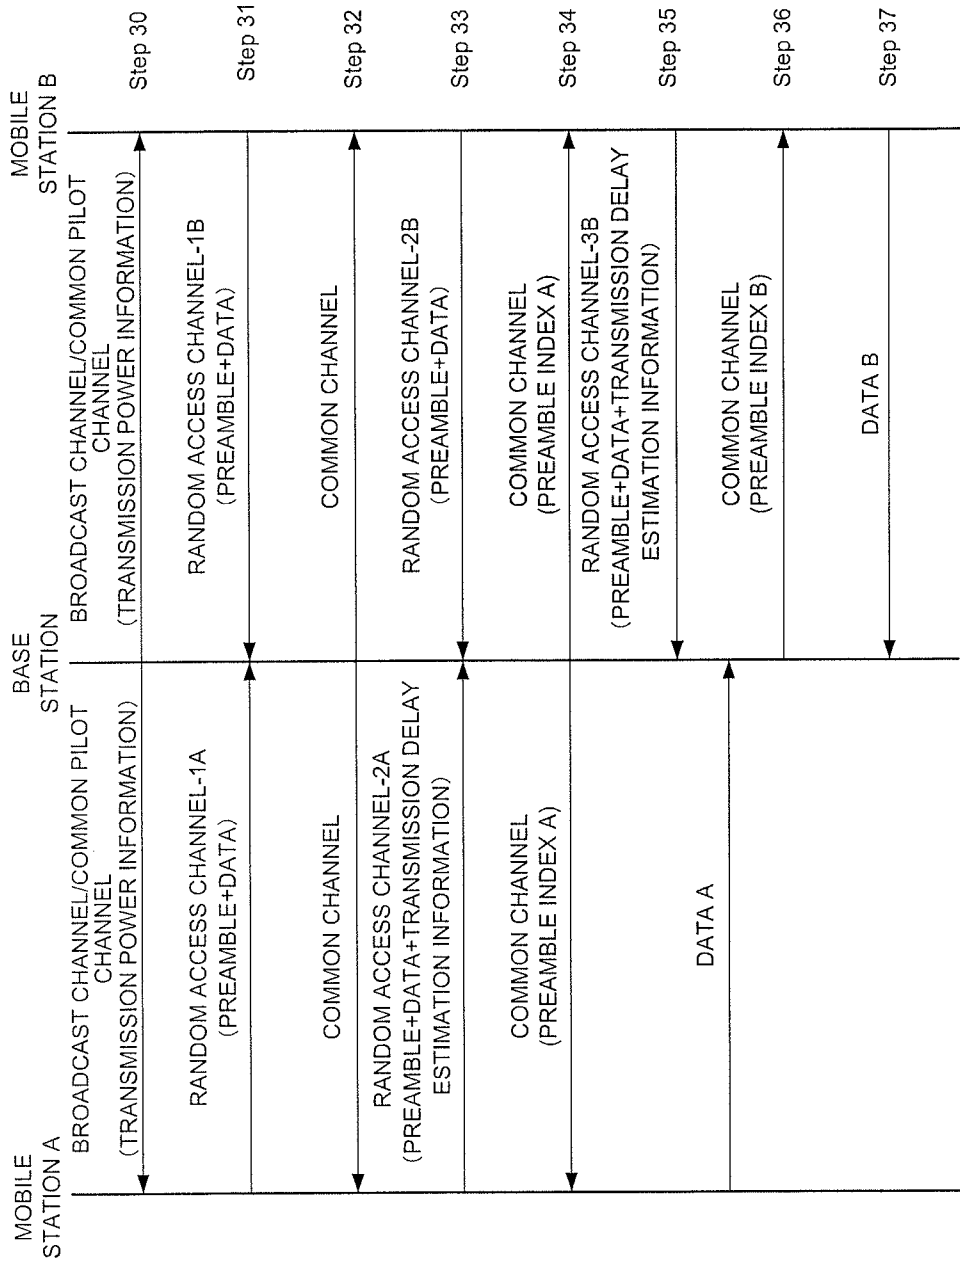 MOBILE
STATION A
BASE
STATION
MOBILE
STATION B
BROADCAST CHANNEL/COMMON PILOT
CHANNEL
(TRANSMISSION POWER INFORMATION)
BROADCAST CHANNEL/COMMON PILOT
CHANNEL
(TRANSMISSION POWER INFORMATION)
Step 30
RANDOM ACCESS CHANNEL-1A
(PREAMBLE+DATA)
RANDOM ACCESS CHANNEL-1B
(PREAMBLE+DATA)
Step 31
COMMON CHANNEL
COMMON CHANNEL
Step 32
RANDOM ACCESS CHANNEL-2A
(PREAMBLE+DATA+TRANSMISSION DELAY
ESTIMATION INFORMATION)
RANDOM ACCESS CHANNEL-2B
(PREAMBLE+DATA)
Step 33
COMMON CHANNEL
(PREAMBLE INDEX A)
COMMON CHANNEL
(PREAMBLE INDEX A)
Step 34
RANDOM ACCESS CHANNEL-3B
(PREAMBLE+DATA+TRANSMISSION DELAY
ESTIMATION INFORMATION)
Step 35
DATA A
COMMON CHANNEL
(PREAMBLE INDEX B)
Step 36
DATA B
Step 37